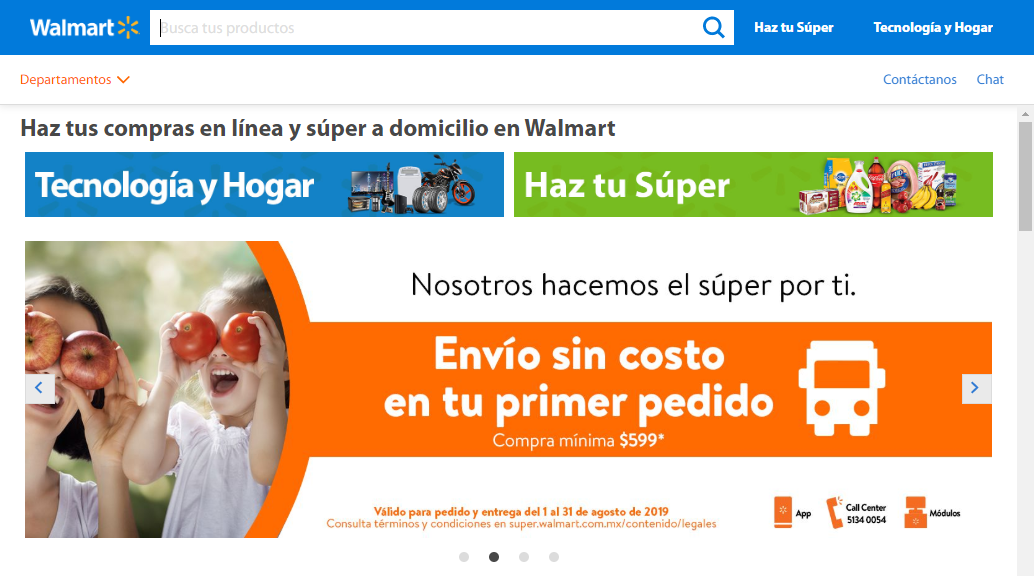 Walmart
Busca tus productos
Haz tu Súper
Tecnología y Hogar
Departamentos
Contáctanos
Chat
Haz tus compras en línea y súper a domicilio en Walmart
Tecnología y Hogar
Haz tu Súper
Nosotros hacemos el súper por ti.
Envío sin costo
en tu primer pedido
Compra mínima $599*
Válido para pedido y entrega del 1 al 31 de agosto de 2019
Consulta términos y condiciones en super.walmart.com.mx/contenido/legales
App
Call Center
5134 0054
Módulos